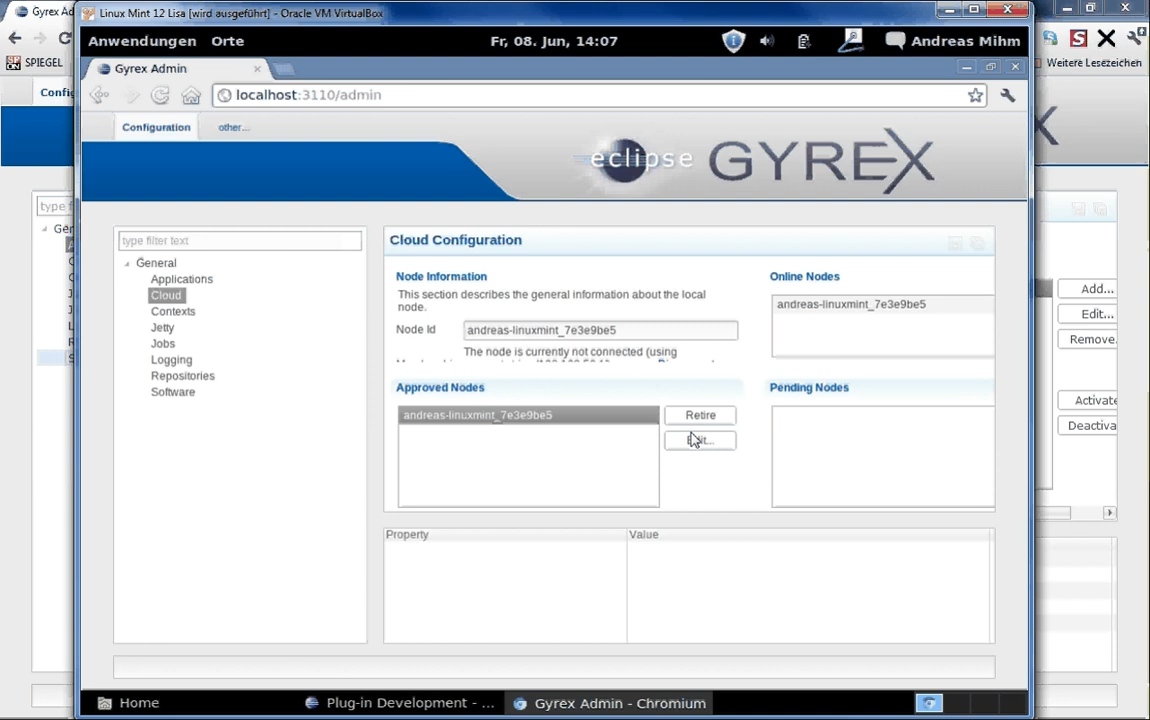 Gyrex Ad
Linux Mint 12 Lisa [wird ausgeführt] - Oracle VM VirtualBox
SPIEGEL
Weitere Lesezeichen
Anwendungen Orte
Fr, 08. Jun, 14:07
Andreas Mihm
Gyrex Admin
localhost:3110/admin
Config
Configuration
other...
eclipse GYREX
X
type f
type filter text
Ger
General
Applications
Cloud
Contexts
Jetty
Jobs
Logging
Repositories
Software
Cloud Configuration
Node Information
This section describes the general information about the local
node.
Node Id
andreas-linuxmint_7e3e9be5
The node is currently not connected (using
Online Nodes
andreas-linuxmint_7e3e9be5
Approved Nodes
andreas-linuxmint_7e3e9be5
Retire
Pending Nodes
Property
Value
Add...
Edit...
Remove.
Activate
Deactiva
Home
Plug-in Development - ...
Gyrex Admin - Chromium